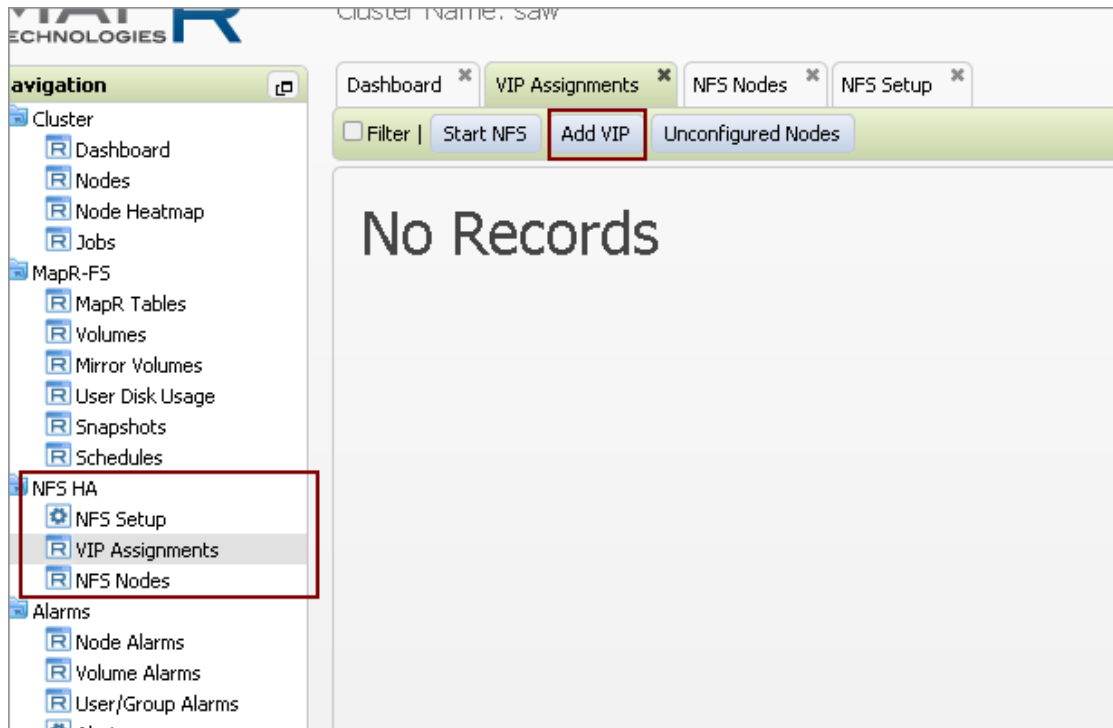 TECHNOLOGIES
Cluster Name: saw
avigation
Cluster
Dashboard
Nodes
Node Heatmap
Jobs
MapR-FS
MapR Tables
Volumes
Mirror Volumes
User Disk Usage
Snapshots
Schedules
NFS HA
NFS Setup
VIP Assignments
NFS Nodes
Alarms
Node Alarms
Volume Alarms
User/Group Alarms
Dashboard VIP Assignments NFS Nodes NFS Setup
Filter | Start NFS Add VIP Unconfigured Nodes
No Records